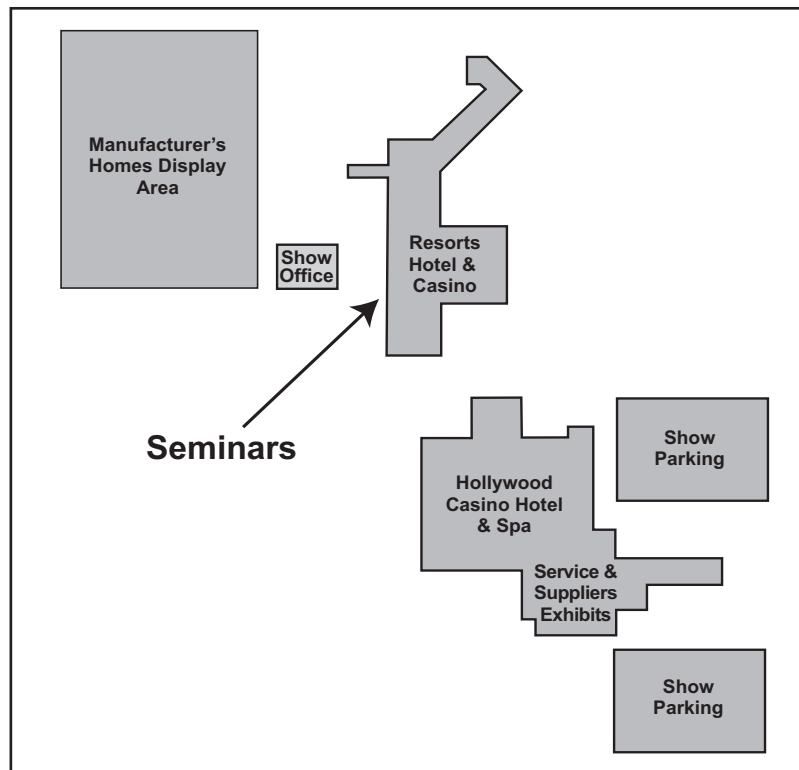 Manufacturer’s
Homes Display
Area
Show
Office
Resorts
Hotel &
Casino
Seminars
Hollywood
Casino Hotel
& Spa
Show
Parking
Service &
Suppliers
Exhibits
Show
Parking